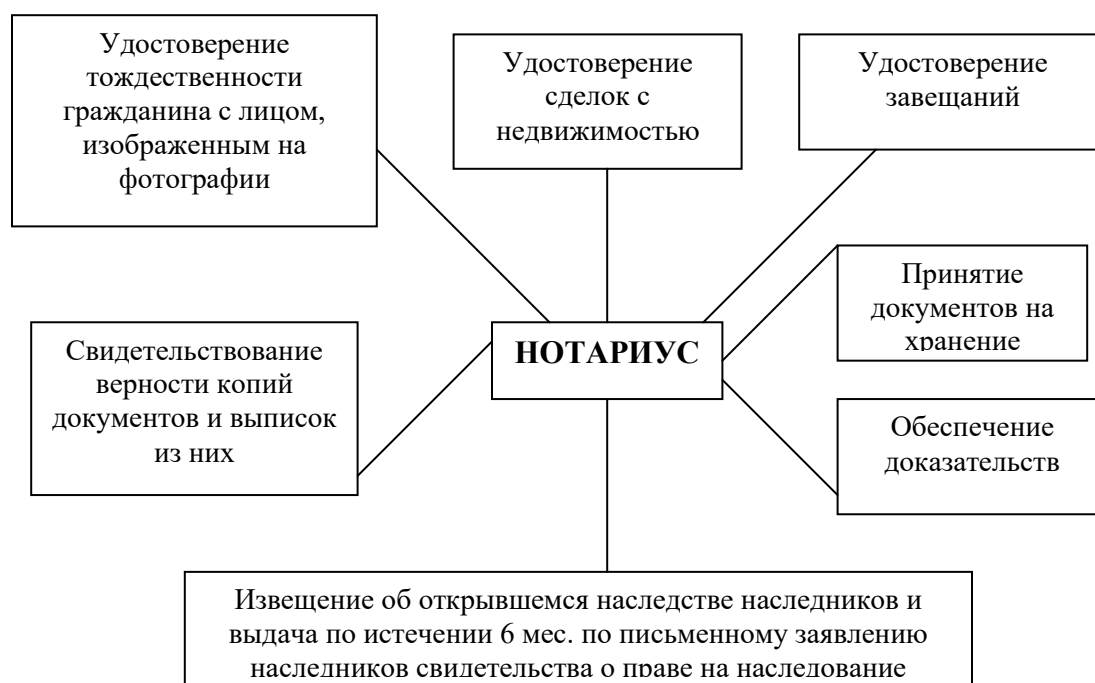 Удостоверение
тождественности
гражданина с лицом,
изображенным на
фотографии
Удостоверение
сделок с
недвижимостью
Удостоверение
завещаний
Принятие
документов на
хранение
НОТАРИУС
Свидетельствование
верности копий
документов и выписок
из них
Обеспечение
доказательств
Извещение об открывшемся наследстве наследников и
выдача по истечении 6 мес. по письменному заявлению
наследников свидетельства о праве на наследование